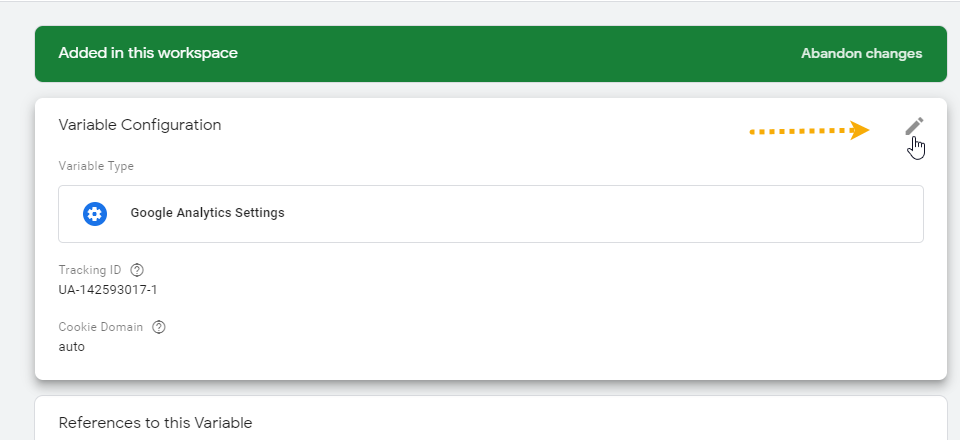 Added in this workspace
Abandon changes
Variable Configuration
Variable Type
Google Analytics Settings
Tracking ID
UA-142593017-1
Cookie Domain
auto
References to this Variable